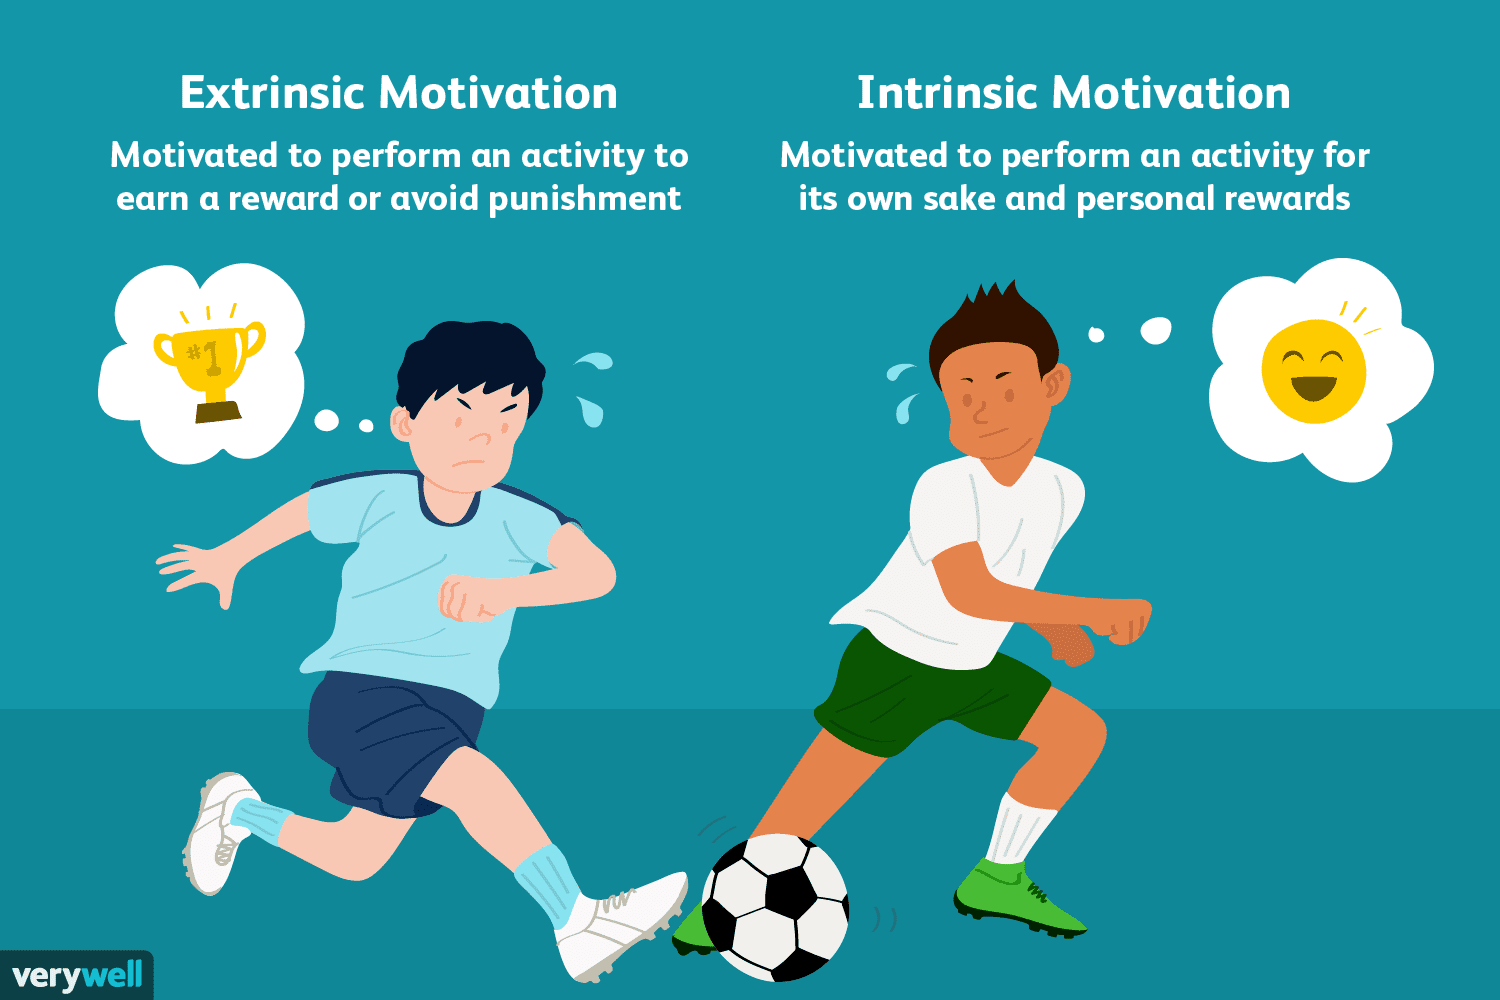 Extrinsic Motivation
Motivated to perform an activity to
earn a reward or avoid punishment
Intrinsic Motivation
Motivated to perform an activity for
its own sake and personal rewards
#1
verywell